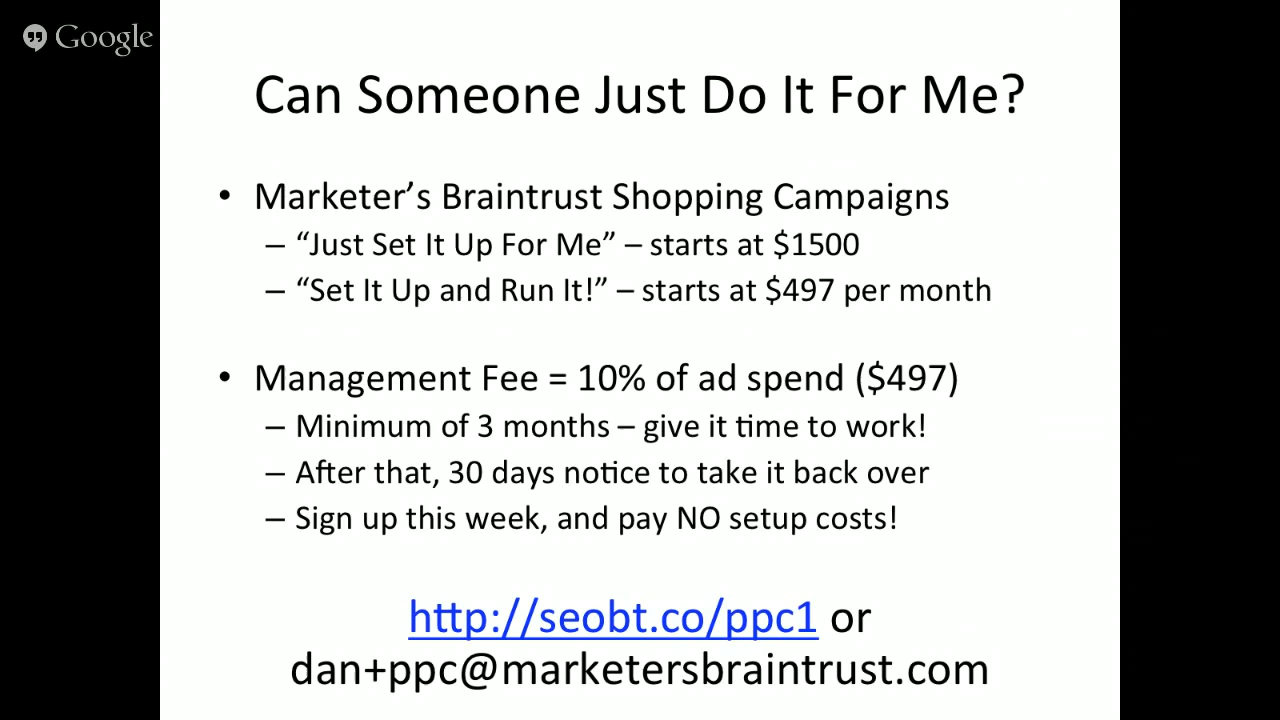 Google
Can Someone Just Do It For Me?
• Marketer’s Braintrust Shopping Campaigns
– “Just Set It Up For Me” – starts at $1500
– “Set It Up and Run It!” – starts at $497 per month
• Management Fee = 10% of ad spend ($497)
– Minimum of 3 months – give it time to work!
– After that, 30 days notice to take it back over
– Sign up this week, and pay NO setup costs!
http://seobt.co/ppc1 or
dan+ppc@marketersbraintrust.com